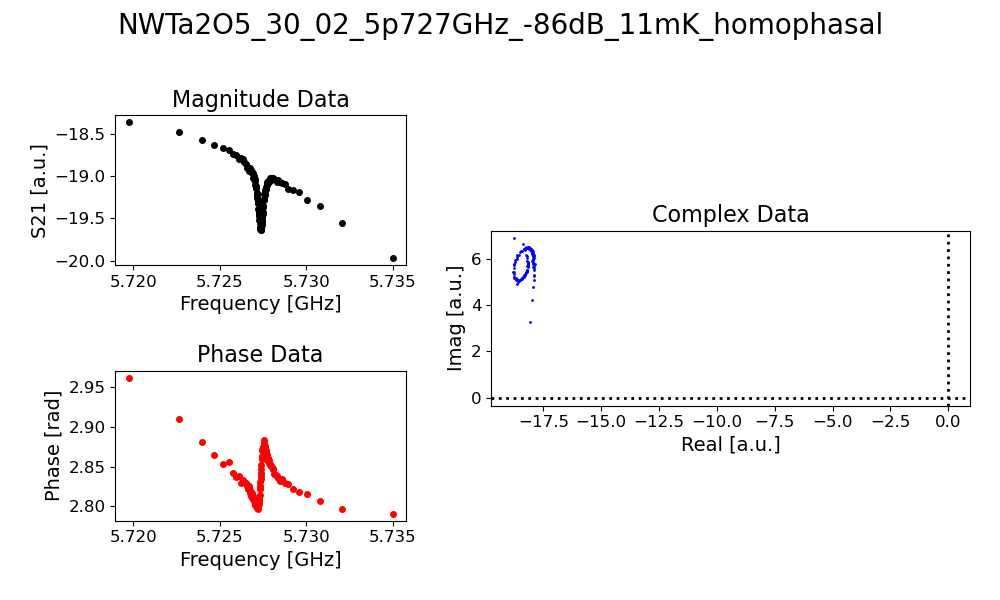 NWTa2O5_30_02_5p727GHz_-86dB_11mK_homophasal
Magnitude Data
S21 [a.u.]
−18.5
−19.0
−19.5
−20.0
5.720 5.725 5.730 5.735
Frequency [GHz]
Phase Data
Phase [rad]
2.95
2.90
2.85
2.80
5.720 5.725 5.730 5.735
Frequency [GHz]
Complex Data
Imag [a.u.]
6
4
2
0
−17.5 −15.0 −12.5 −10.0 −7.5 −5.0 −2.5 0.0
Real [a.u.]